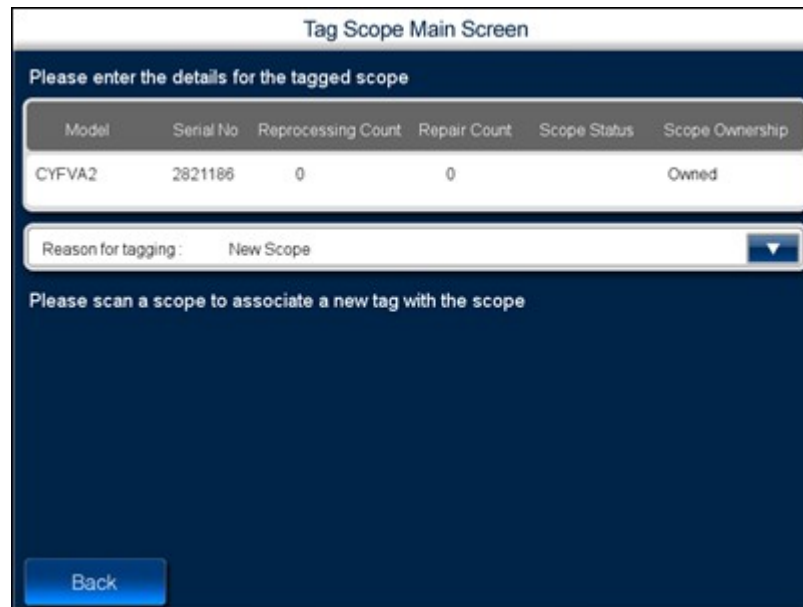 Tag Scope Main Screen
Please enter the details for the tagged scope
Model Serial No Reprocessing Count Repair Count Scope Status Scope Ownership
CYFVA2 2821186 0 0 Owned
Reason for tagging : New Scope
Please scan a scope to associate a new tag with the scope
Back